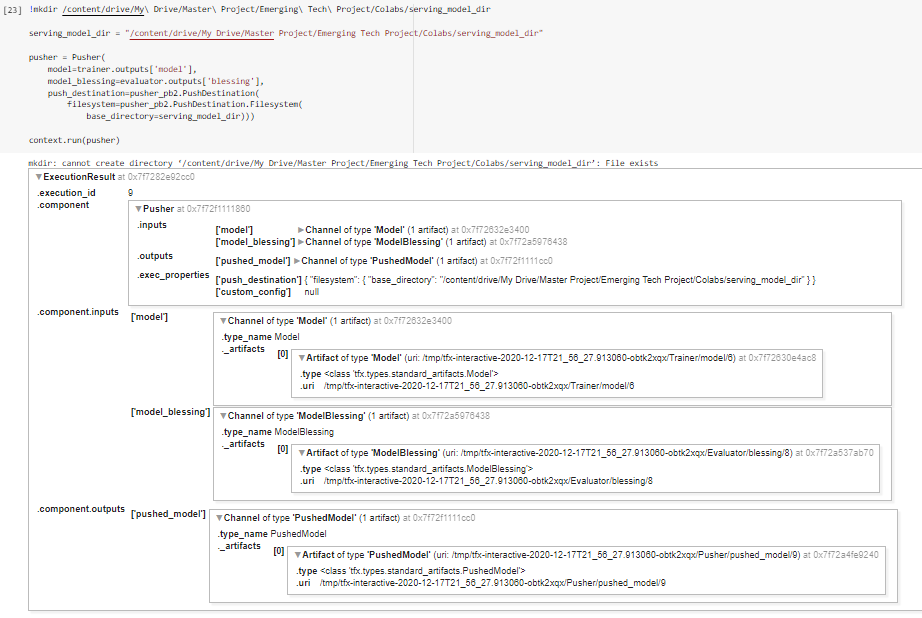 [23] !mkdir /content/drive/My\ Drive/Master\ Project/Emerging\ Tech\ Project/Colabs/serving_model_dir
serving_model_dir = "/content/drive/My Drive/Master Project/Emerging Tech Project/Colabs/serving_model_dir"
pusher = Pusher(
model=trainer.outputs['model'],
model_blessing=evaluator.outputs['blessing'],
push_destination=pusher_pb2.PushDestination(
filesystem=pusher_pb2.PushDestination.Filesystem(
base_directory=serving_model_dir)))
context.run(pusher)
mkdir: cannot create directory ‘/content/drive/My Drive/Master Project/Emerging Tech Project/Colabs/serving_model_dir’: File exists
▼ExecutionResult at 0x7f7282e92cc0
.execution_id 9
.component
▼Pusher at 0x7f72f1111860
.inputs
['model'] ▶Channel of type 'Model' (1 artifact) at 0x7f72632e3400
['model_blessing'] ▶Channel of type 'ModelBlessing' (1 artifact) at 0x7f72a5976438
.outputs
['pushed_model'] ▶Channel of type 'PushedModel' (1 artifact) at 0x7f72f1111cc0
.exec_properties
['push_destination'] { "filesystem": { "base_directory": "/content/drive/My Drive/Master Project/Emerging Tech Project/Colabs/serving_model_dir" } }
['custom_config'] null
.component.inputs
['model']
▼Channel of type 'Model' (1 artifact) at 0x7f72632e3400
.type_name Model
._artifacts
[0] ▼Artifact of type 'Model' (uri: /tmp/tfx-interactive-2020-12-17T21_56_27.913060-obtk2xqx/Trainer/model/6) at 0x7f72630e4ac8
.type <class 'tfx.types.standard_artifacts.Model'>
.uri /tmp/tfx-interactive-2020-12-17T21_56_27.913060-obtk2xqx/Trainer/model/6
['model_blessing']
▼Channel of type 'ModelBlessing' (1 artifact) at 0x7f72a5976438
.type_name ModelBlessing
._artifacts
[0] ▼Artifact of type 'ModelBlessing' (uri: /tmp/tfx-interactive-2020-12-17T21_56_27.913060-obtk2xqx/Evaluator/blessing/8) at 0x7f72a537ab70
.type <class 'tfx.types.standard_artifacts.ModelBlessing'>
.uri /tmp/tfx-interactive-2020-12-17T21_56_27.913060-obtk2xqx/Evaluator/blessing/8
.component.outputs
['pushed_model']
▼Channel of type 'PushedModel' (1 artifact) at 0x7f72f1111cc0
.type_name PushedModel
._artifacts
[0] ▼Artifact of type 'PushedModel' (uri: /tmp/tfx-interactive-2020-12-17T21_56_27.913060-obtk2xqx/Pusher/pushed_model/9) at 0x7f72a4fe9240
.type <class 'tfx.types.standard_artifacts.PushedModel'>
.uri /tmp/tfx-interactive-2020-12-17T21_56_27.913060-obtk2xqx/Pusher/pushed_model/9